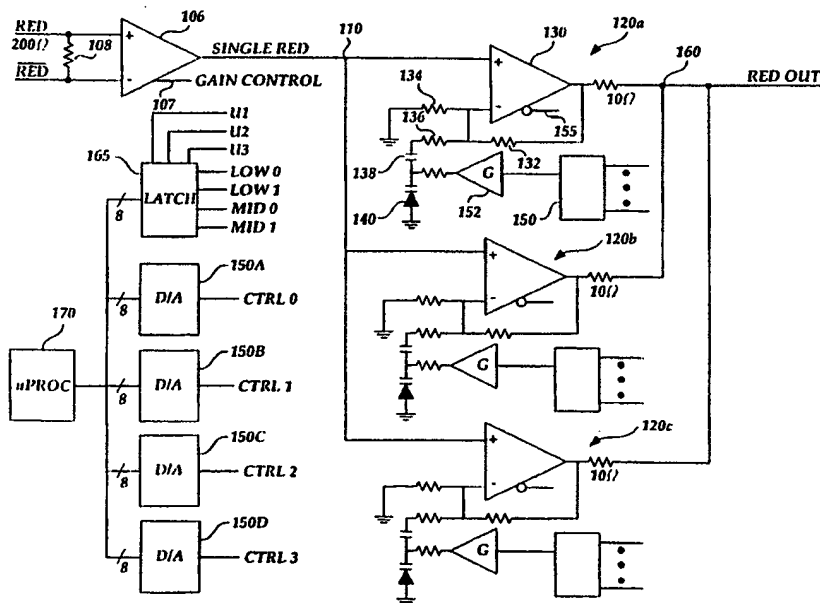 RED
200Ω
108
RED
+
-
106
107
SINGLE RED
GAIN CONTROL
110
130
120a
+
-
134
136
132
155
10Ω
160
RED OUT
138
140
G
152
150
165
LATCH
U1
U2
U3
LOW 0
LOW 1
MID 0
MID 1
8
D/A
150A
CTRL 0
8
170
uPROC
D/A
150B
CTRL 1
8
D/A
150C
CTRL 2
8
D/A
150D
CTRL 3
8
120b
+
-
10Ω
G
120c
+
-
10Ω
G